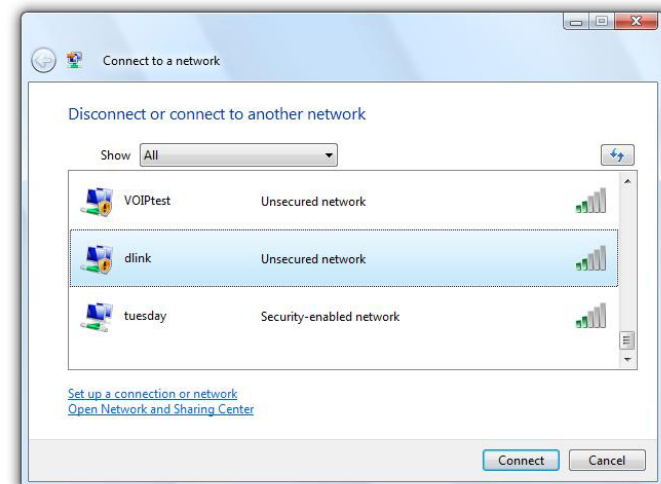 Connect to a network
Disconnect or connect to another network
Show All
VOIPtest Unsecured network
dlink Unsecured network
tuesday Security-enabled network
Set up a connection or network
Open Network and Sharing Center
Connect Cancel